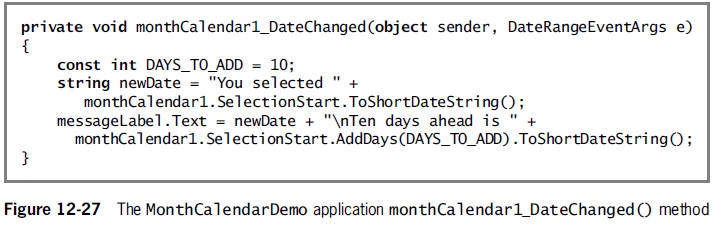 private void monthCalendar1_DateChanged(object sender, DateRangeEventArgs e)
{
    const int DAYS_TO_ADD = 10;
    string newDate = "You selected " +
       monthCalendar1.SelectionStart.ToShortDateString();
    messageLabel.Text = newDate + "\nTen days ahead is " +
      monthCalendar1.SelectionStart.AddDays(DAYS_TO_ADD).ToShortDateString();
}
Figure 12-27 The MonthCalendarDemo application monthCalendar1_DateChanged() method